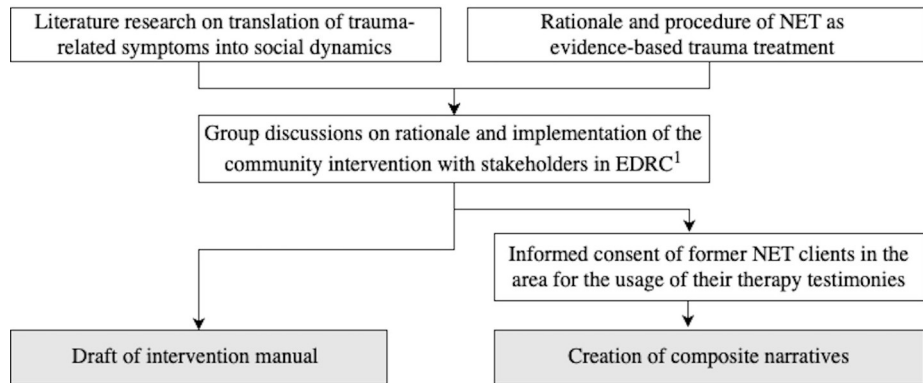 Literature research on translation of trauma-
related symptoms into social dynamics
Rationale and procedure of NET as
evidence-based trauma treatment
Group discussions on rationale and implementation of the
community intervention with stakeholders in EDRC¹
Informed consent of former NET clients in the
area for the usage of their therapy testimonies
Draft of intervention manual
Creation of composite narratives